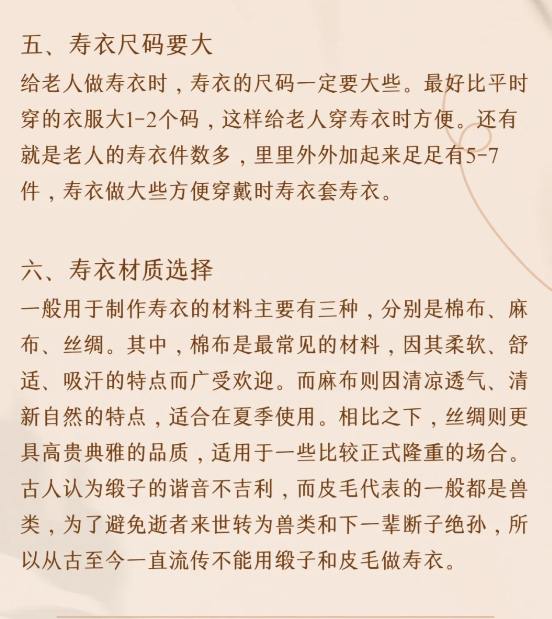 五、寿衣尺码要大
给老人做寿衣时，寿衣的尺码一定要大些。最好比平时
穿的衣服大1-2个码，这样给老人穿寿衣时方便。还有
就是老人的寿衣件数多，里里外外加起来足足有5-7
件，寿衣做大些方便穿戴时寿衣套寿衣。
六、寿衣材质选择
一般用于制作寿衣的材料主要有三种，分别是棉布、麻
布、丝绸。其中，棉布是最常见的材料，因其柔软、舒
适、吸汗的特点而广受欢迎。而麻布则因清凉透气、清
新自然的特点，适合在夏季使用。相比之下，丝绸则更
具高贵典雅的品质，适用于一些比较正式隆重的场合。
古人认为缎子的谐音不吉利，而皮毛代表的一般都是兽
类，为了避免逝者来世转为兽类和下一辈断子绝孙，所
以从古至今一直流传不能用缎子和皮毛做寿衣。